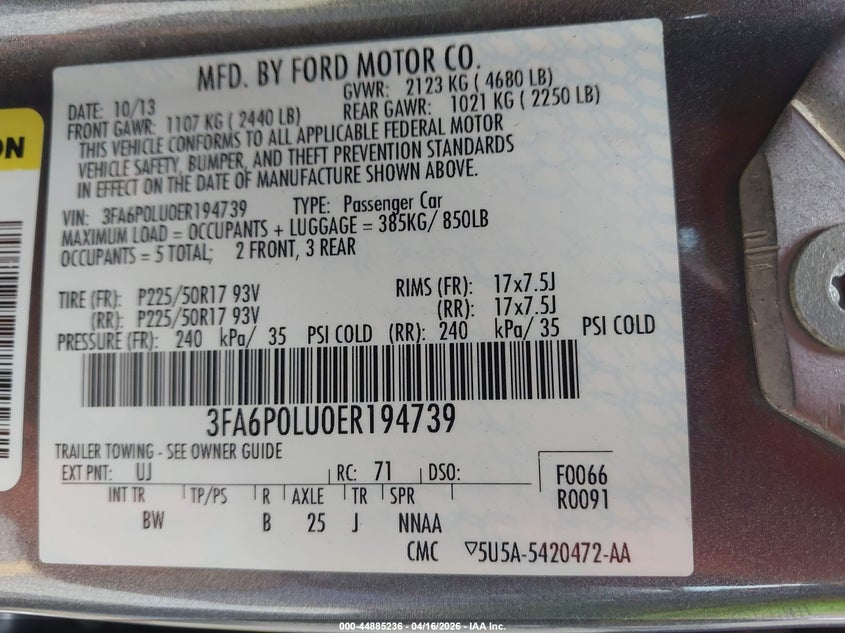 MFD. BY FORD MOTOR CO.
DATE: 10/13 GVWR: 2123 KG ( 4680 LB)
FRONT GAWR: 1107 KG ( 2440 LB) REAR GAWR: 1021 KG ( 2250 LB)
THIS VEHICLE CONFORMS TO ALL APPLICABLE FEDERAL MOTOR
VEHICLE SAFETY, BUMPER, AND THEFT PREVENTION STANDARDS
IN EFFECT ON THE DATE OF MANUFACTURE SHOWN ABOVE.
VIN: 3FA6P0LU0ER194739 TYPE: Passenger Car
MAXIMUM LOAD = OCCUPANTS + LUGGAGE = 385KG/ 850LB
OCCUPANTS = 5 TOTAL; 2 FRONT, 3 REAR
TIRE (FR): P225/50R17 93V RIMS (FR): 17x7.5J
(RR): P225/50R17 93V (RR): 17x7.5J
PRESSURE (FR): 240 kPa/ 35 PSI COLD (RR): 240 kPa/ 35 PSI COLD
3FA6P0LU0ER194739
TRAILER TOWING - SEE OWNER GUIDE
EXT PNT: UJ RC: 71 DSO: F0066
INT TR TP/PS R AXLE TR SPR R0091
BW B 25 J NNAA
CMC 5U5A-5420472-AA
ON
000-44885236 - 04/16/2026 - IAA Inc.